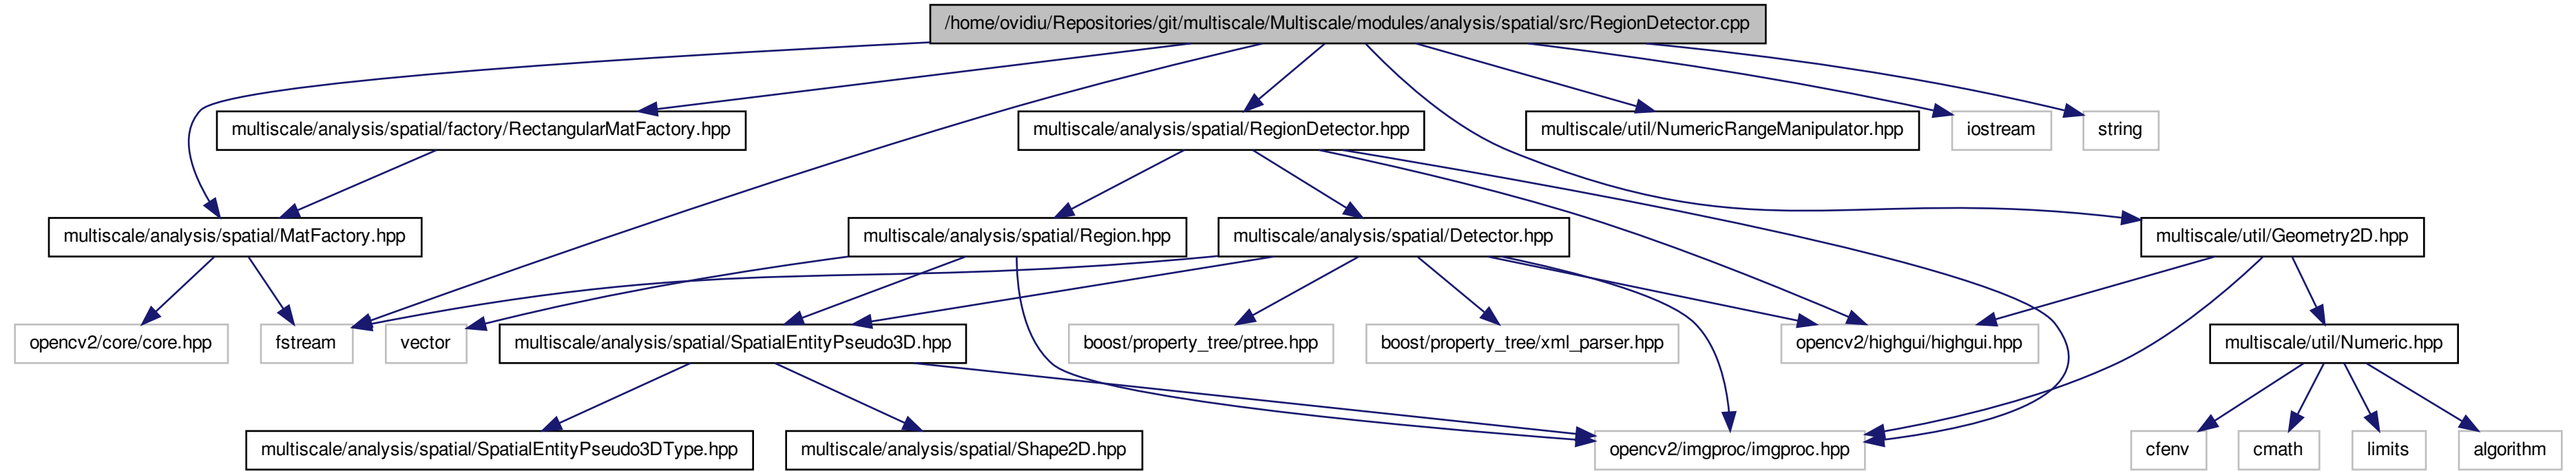 /home/ovidiu/Repositories/git/multiscale/Multiscale/modules/analysis/spatial/src/RegionDetector.cpp
multiscale/analysis/spatial/factory/RectangularMatFactory.hpp
multiscale/analysis/spatial/RegionDetector.hpp
multiscale/util/NumericRangeManipulator.hpp
iostream
string
multiscale/analysis/spatial/MatFactory.hpp
multiscale/analysis/spatial/Region.hpp
multiscale/analysis/spatial/Detector.hpp
multiscale/util/Geometry2D.hpp
opencv2/core/core.hpp
fstream
vector
multiscale/analysis/spatial/SpatialEntityPseudo3D.hpp
boost/property_tree/ptree.hpp
boost/property_tree/xml_parser.hpp
opencv2/highgui/highgui.hpp
multiscale/util/Numeric.hpp
multiscale/analysis/spatial/SpatialEntityPseudo3DType.hpp
multiscale/analysis/spatial/Shape2D.hpp
opencv2/imgproc/imgproc.hpp
cfenv
cmath
limits
algorithm